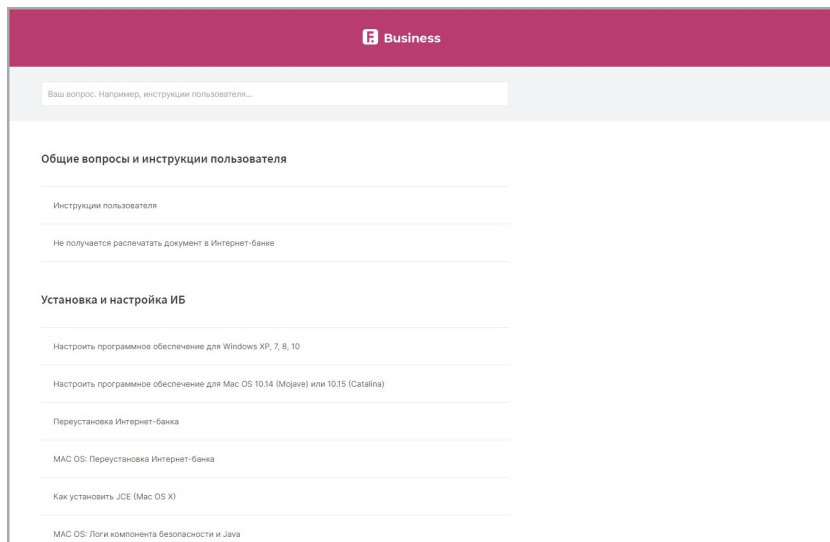 F. Business
Ваш вопрос. Например, инструкции пользователя...
Общие вопросы и инструкции пользователя
Инструкции пользователя
Не получается распечатать документ в Интернет-банке
Установка и настройка ИБ
Настроить программное обеспечение для Windows XP, 7, 8, 10
Настроить программное обеспечение для Mac OS 10.14 (Mojave) или 10.15 (Catalina)
Переустановка Интернет-банка
MAC OS: Переустановка Интернет-банка
Как установить JCE (Mac OS X)
MAC OS: Логи компонента безопасности и Java